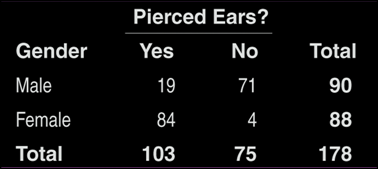 Pierced Ears?
Gender Yes No Total
Male 19 71 90
Female 84 4 88
Total 103 75 178